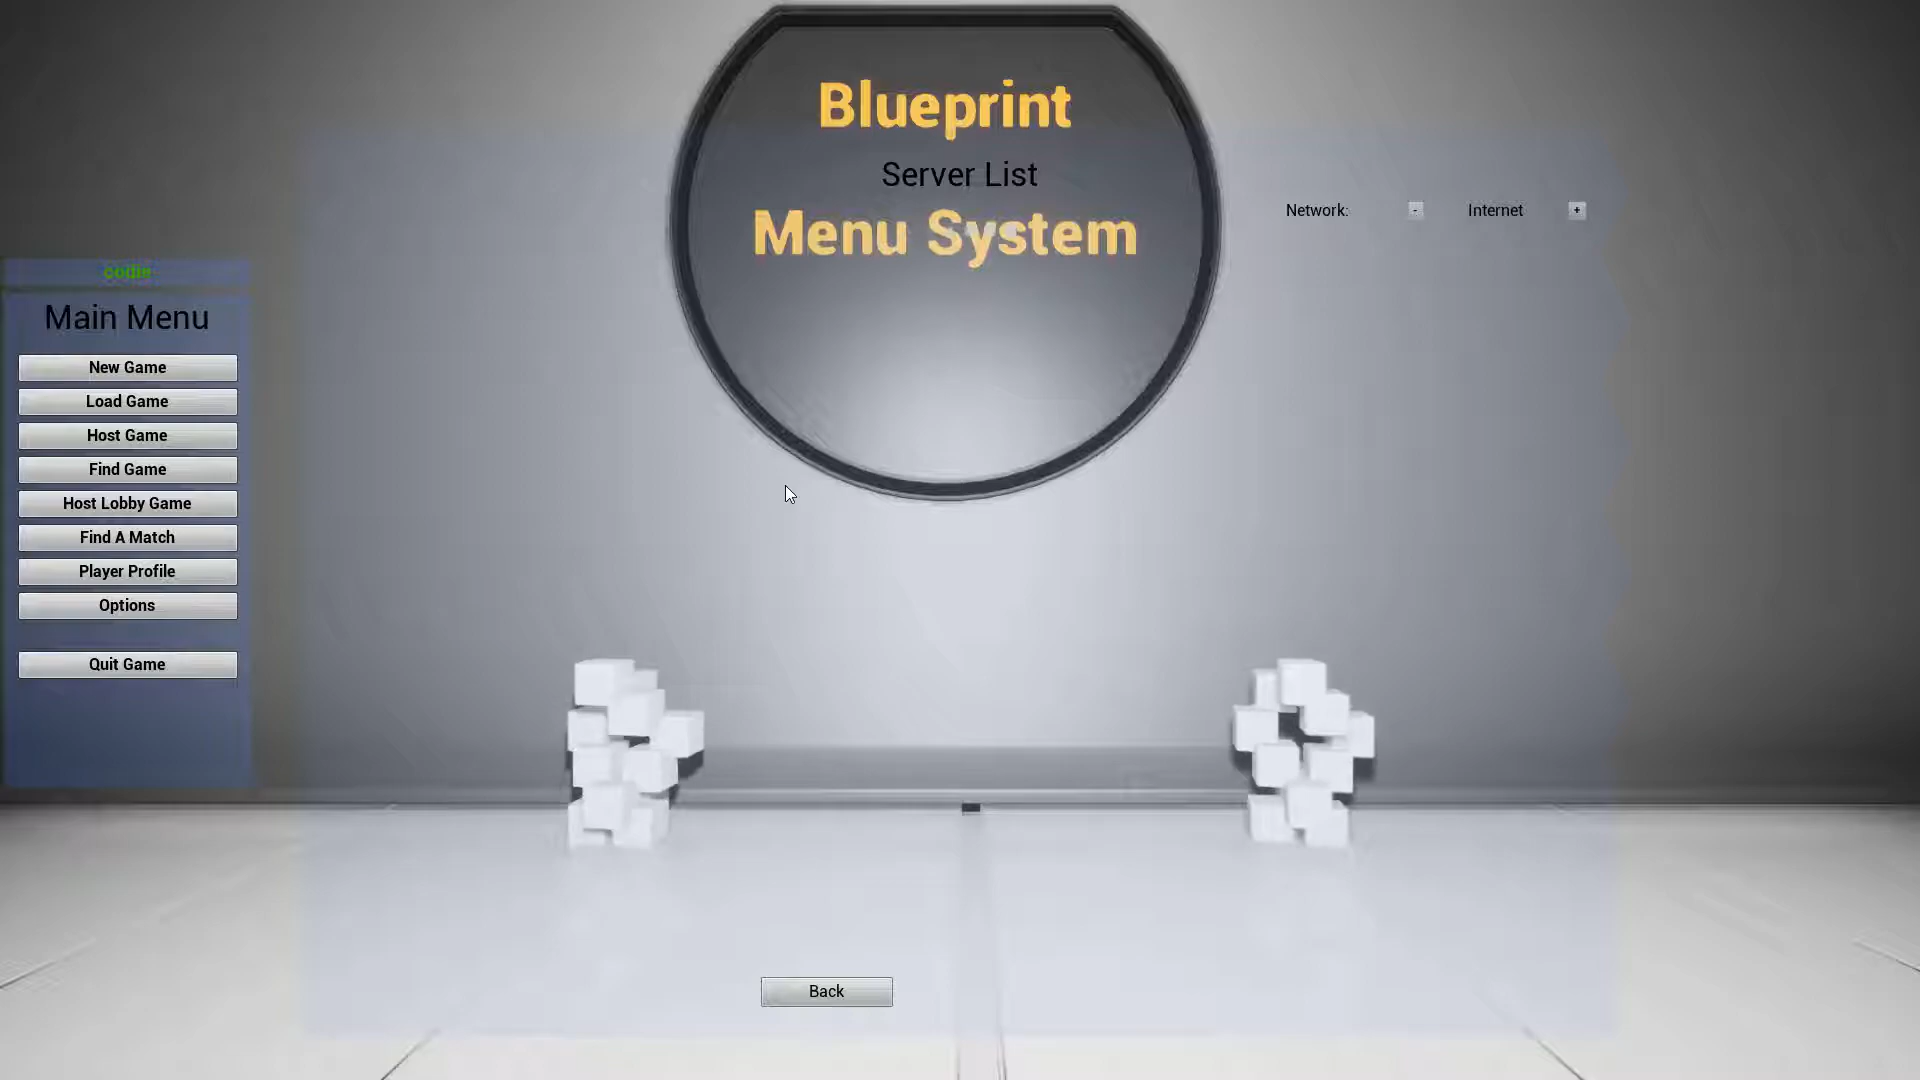 Blueprint
Server List
Menu System
Network: - Internet +
codie
Main Menu
New Game
Load Game
Host Game
Find Game
Host Lobby Game
Find A Match
Player Profile
Options
Quit Game
Back